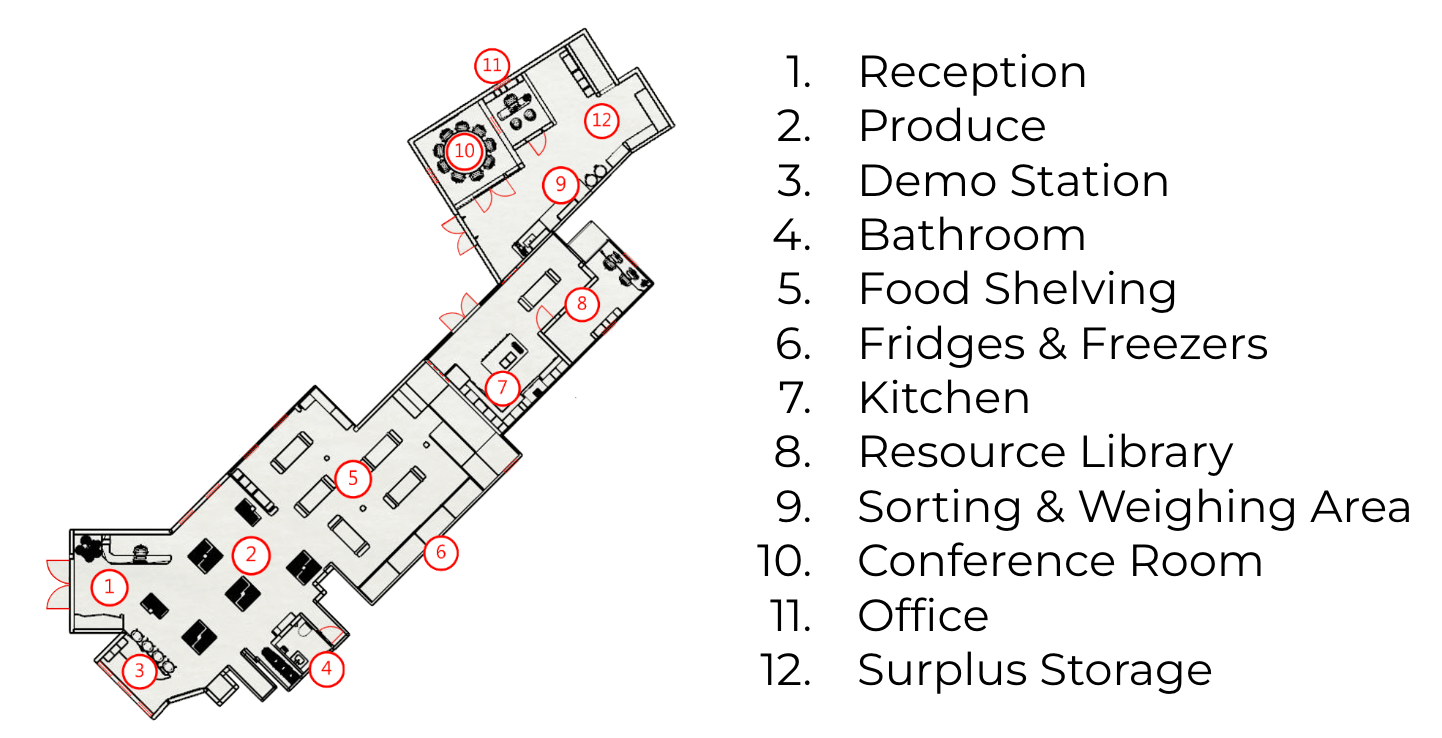 11
12
10
9
8
7
5
6
2
1
3
4
1. Reception
2. Produce
3. Demo Station
4. Bathroom
5. Food Shelving
6. Fridges & Freezers
7. Kitchen
8. Resource Library
9. Sorting & Weighing Area
10. Conference Room
11. Office
12. Surplus Storage